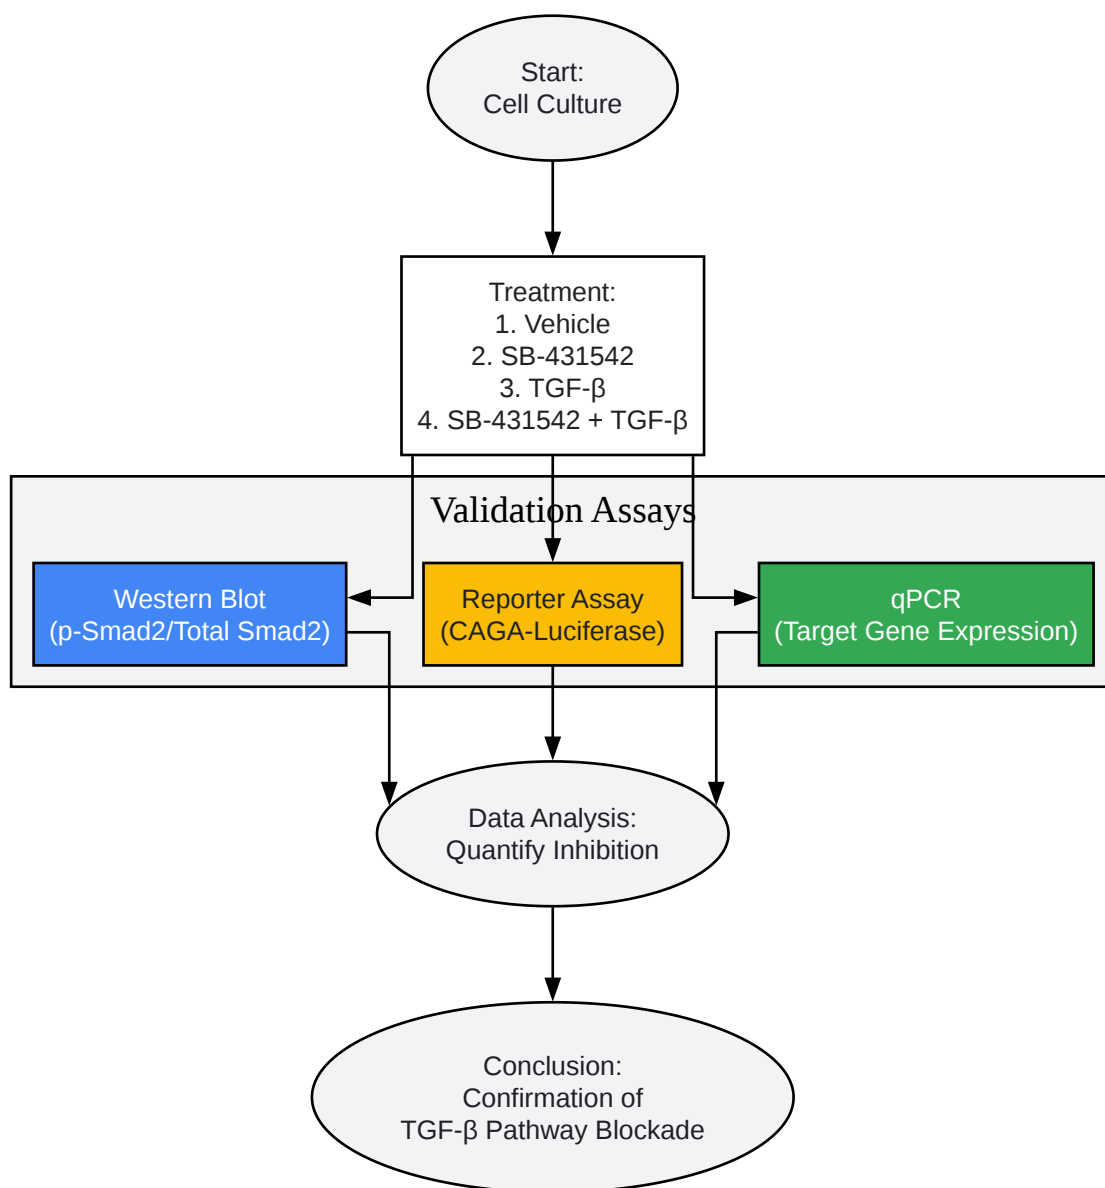 Start:
Cell Culture
Treatment:
1. Vehicle
2. SB-431542
3. TGF-β
4. SB-431542 + TGF-β
Validation Assays
Western Blot
(p-Smad2/Total Smad2)
Reporter Assay
(CAGA-Luciferase)
qPCR
(Target Gene Expression)
Data Analysis:
Quantify Inhibition
Conclusion:
Confirmation of
TGF-β Pathway Blockade